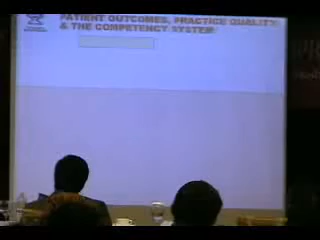 PATIENT OUTCOMES, PRACTICE QUALITY
& THE COMPETENCY SYSTEM